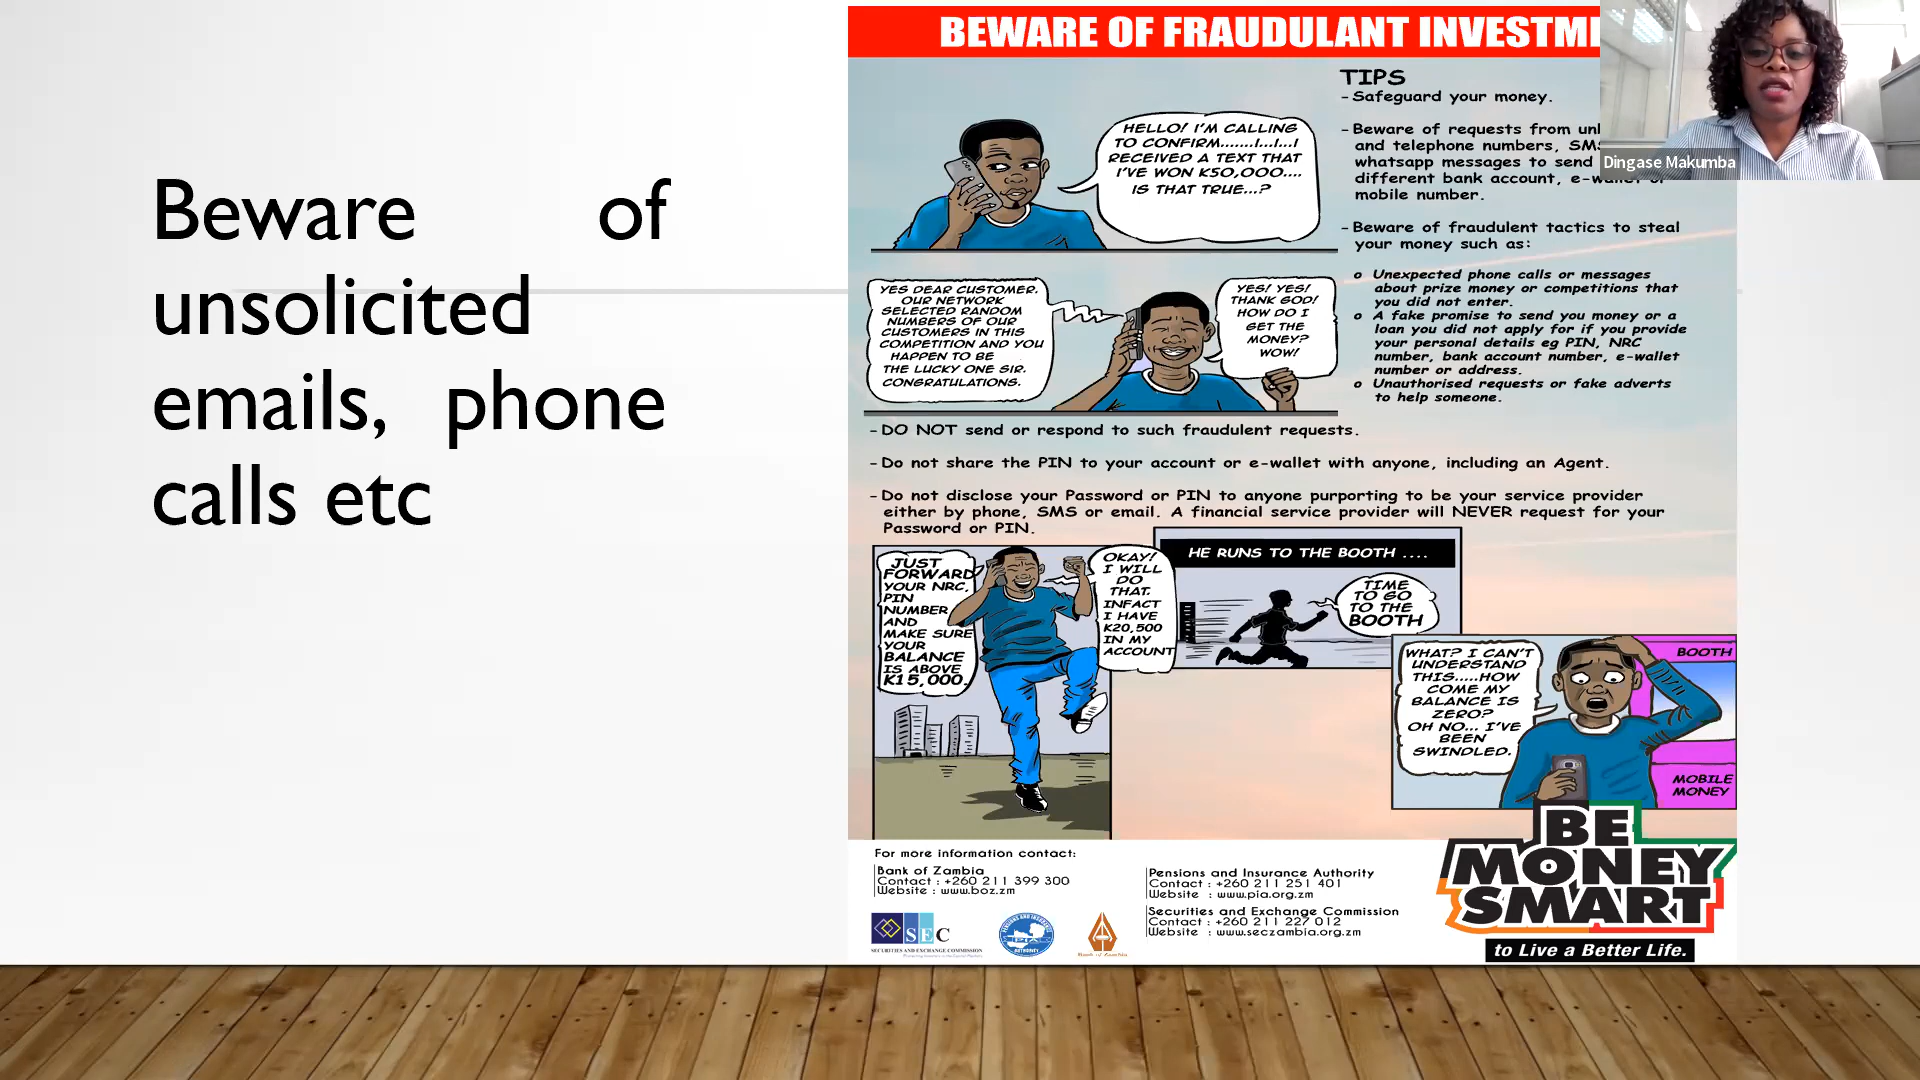 Beware of
unsolicited
emails, phone
calls etc
BEWARE OF FRAUDULANT
Dingase Makumba
HELLO! I'M CALLING
TO CONFIRM.......I...I...I
RECEIVED A TEXT THAT
I'VE WON K50,000....
IS THAT TRUE...?
TIPS
- Safeguard your money.
- Beware of requests from
and telephone numbers,
whatsapp messages to send
different bank account,
mobile number.
- Beware of fraudulent tactics to steal
your money such as:
o Unexpected phone calls or messages
about prize money or competitions that
you did not enter.
o A fake promise to send you money or a
loan you did not apply for if you provide
your personal details eg PIN, NRC
number, bank account number, e-wallet
number or address.
o Unauthorised requests or fake adverts
to help someone.
YES DEAR CUSTOMER.
OUR NETWORK
SELECTED RANDOM
NUMBERS OF OUR
CUSTOMERS IN THIS
COMPETITION AND YOU
HAPPEN TO BE
THE LUCKY ONE SIR.
CONGRATULATIONS.
YES! YES!
THANK GOD!
HOW DO I
GET THE
MONEY?
WOW!
- DO NOT send or respond to such fraudulent requests.
- Do not share the PIN to your account or e-wallet with anyone, including an Agent.
- Do not disclose your Password or PIN to anyone purporting to be your service provider
either by phone, SMS or email. A financial service provider will NEVER request for your
Password or PIN.
JUST
FORWARD
YOUR NRC,
PIN
NUMBER
AND
MAKE SURE
YOUR
BALANCE
IS ABOVE
K15,000.
OKAY!
I WILL
DO
THAT.
INFACT
I HAVE
K20,500
IN MY
ACCOUNT
HE RUNS TO THE BOOTH ....
TIME
TO GO
TO THE
BOOTH
WHAT? I CAN'T
UNDERSTAND
THIS.....HOW
COME MY
BALANCE IS
ZERO?
OH NO... I'VE
BEEN
SWINDLED.
BOOTH
MOBILE
MONEY
For more information contact:
Bank of Zambia
Contact : +260 211 399 300
Website : www.boz.zm
Pensions and Insurance Authority
Contact : +260 211 251 401
Website : www.pia.org.zm
Securities and Exchange Commission
Contact : +260 211 227 012
Website : www.seczambia.org.zm
SEC
SECURITIES AND EXCHANGE COMMISSION
PIA
Bank of Zambia
BE
MONEY
SMART
to Live a Better Life.